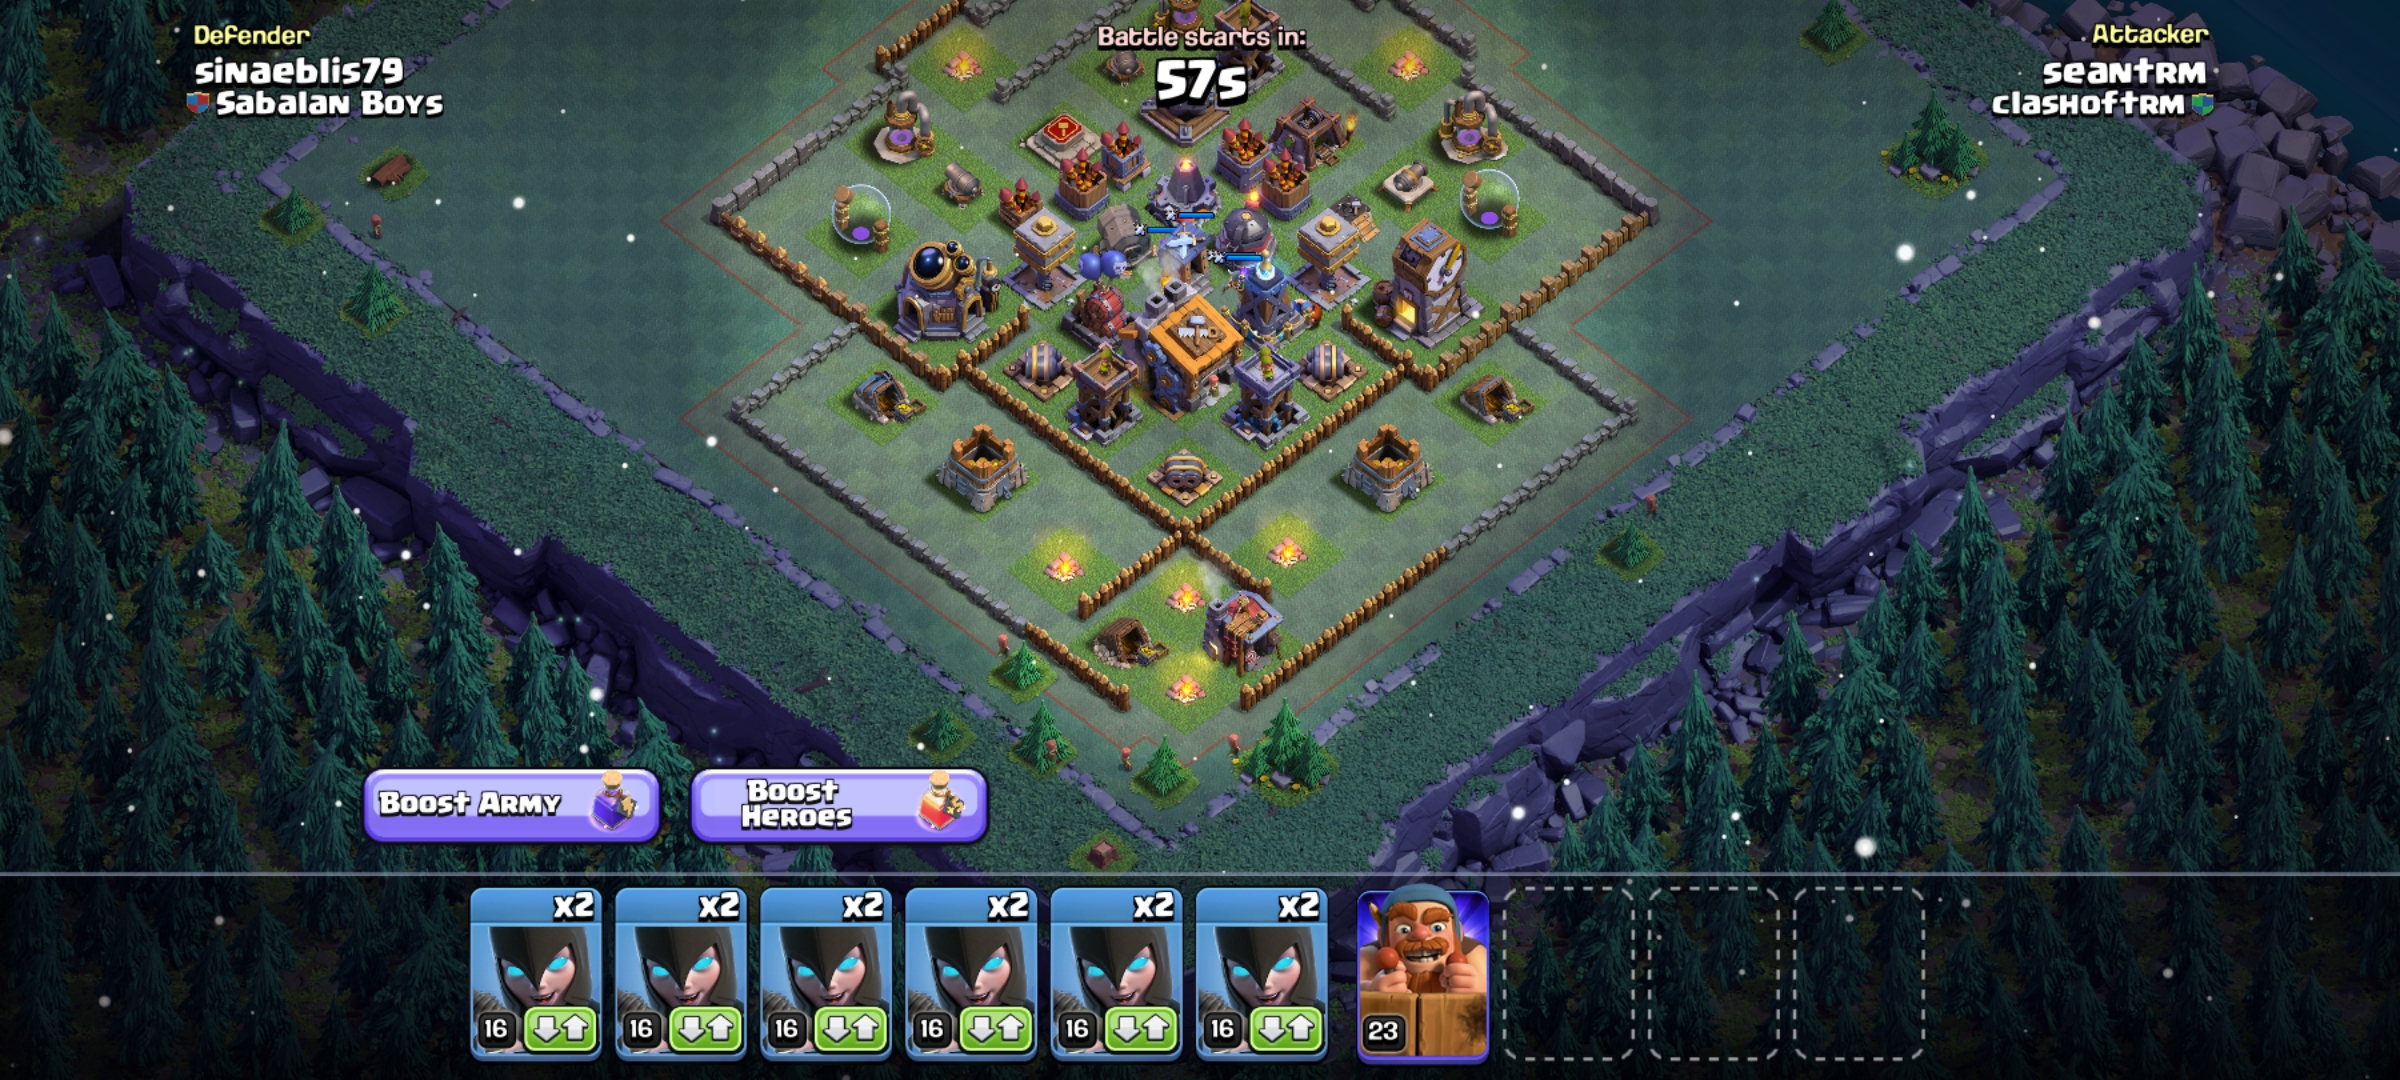 Defender
sinaeblis79
Sabalan Boys
Battle starts in:
57s
Attacker
seantRM
clashoftRM
Boost Army
Boost
Heroes
x2
x2
x2
x2
x2
x2
16
16
16
16
16
16
23